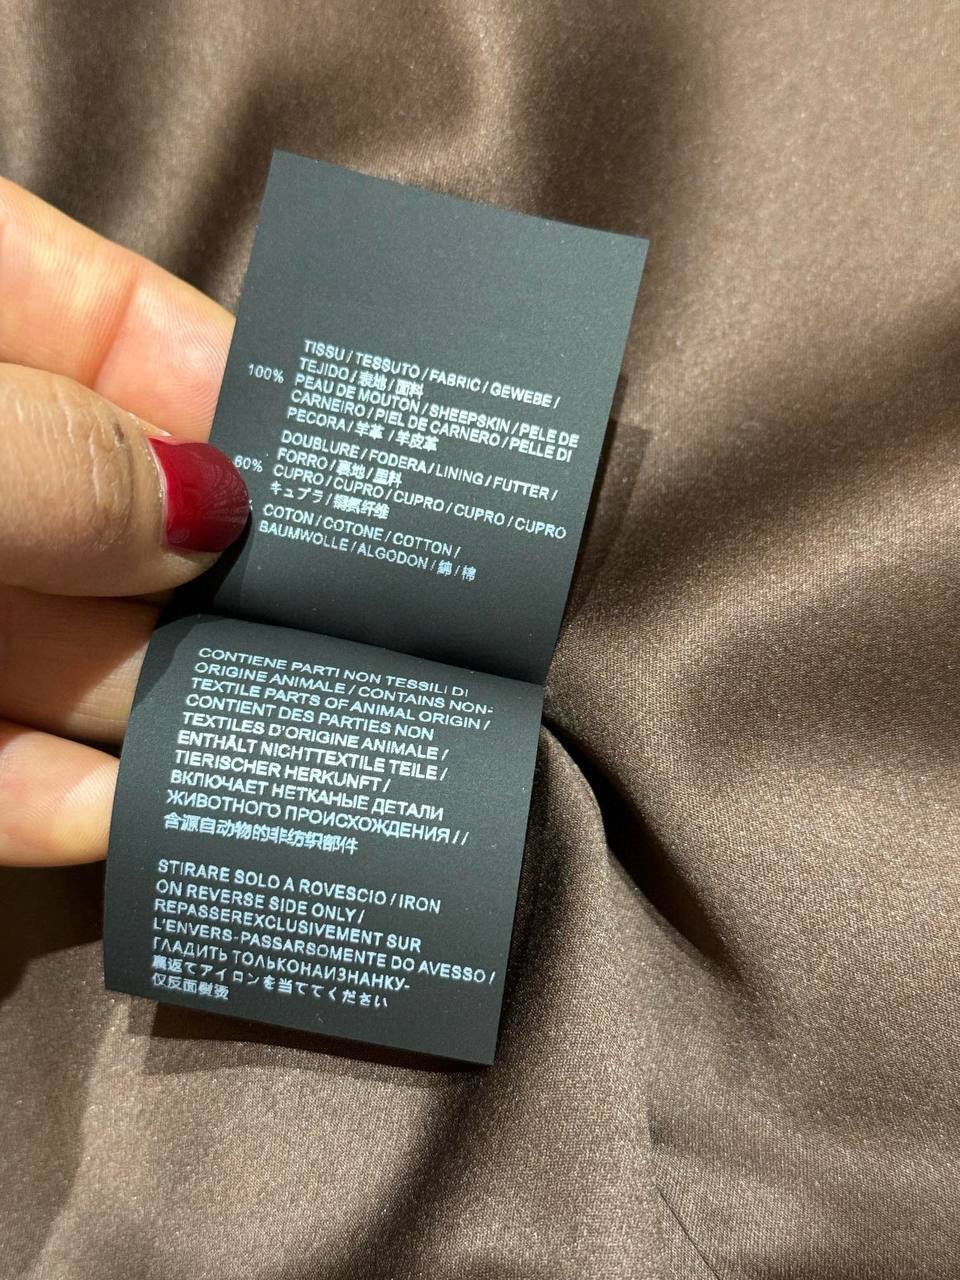 TISSU / TESSUTO / FABRIC / GEWEBE /
TEJIDO / 表地 / 面料
100% PEAU DE MOUTON / SHEEPSKIN / PELE DE
CARNEIRO / PIEL DE CARNERO / PELLE DI
PECORA / 羊革 / 羊皮革
DOUBLURE / FODERA / LINING / FUTTER /
FORRO / 裏地 / 里料
60% CUPRO / CUPRO / CUPRO / CUPRO / CUPRO
キュプラ / 铜氨纤维
% COTON / COTONE / COTTON /
BAUMWOLLE / ALGODON / 綿 / 棉
CONTIENE PARTI NON TESSILI DI
ORIGINE ANIMALE / CONTAINS NON-
TEXTILE PARTS OF ANIMAL ORIGIN /
CONTIENT DES PARTIES NON
TEXTILES D'ORIGINE ANIMALE /
ENTHÄLT NICHTTEXTILE TEILE /
TIERISCHER HERKUNFT /
ВКЛЮЧАЕТ НЕТКАНЫЕ ДЕТАЛИ
ЖИВОТНОГО ПРОИСХОЖДЕНИЯ / /
含源自动物的非纺织部件
STIRARE SOLO A ROVESCIO / IRON
ON REVERSE SIDE ONLY /
REPASSEREXCLUSIVEMENT SUR
L'ENVERS-PASSARSOMENTE DO AVESSO /
ГЛАДИТЬ ТОЛЬКОНАИЗНАНКУ-
裏返てアイロンを当ててください
仅反面熨烫